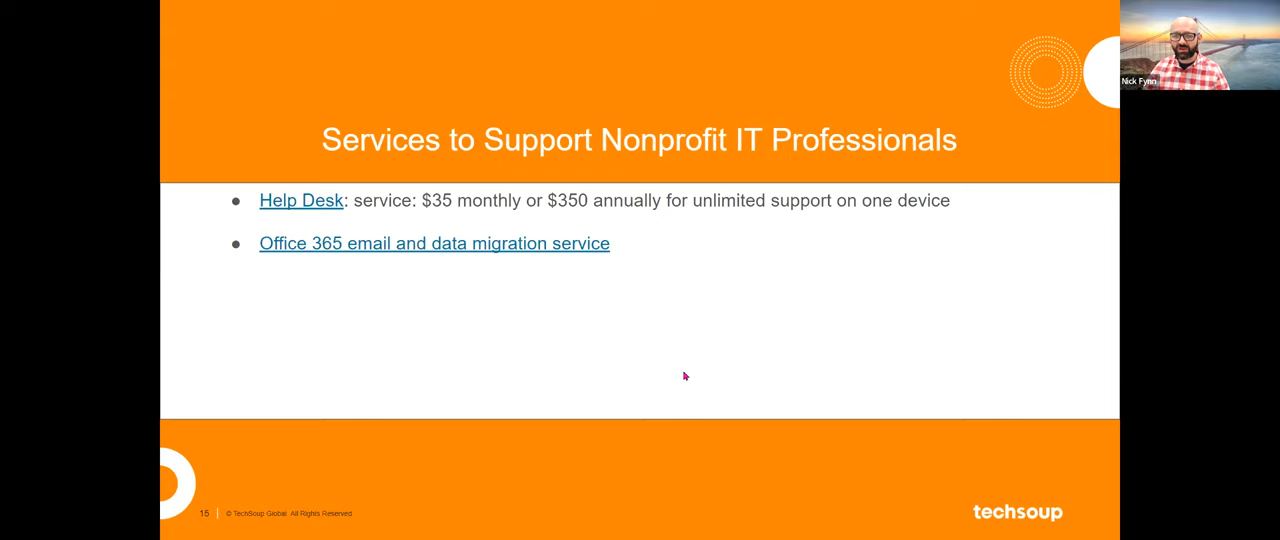 Nick Fynn
Services to Support Nonprofit IT Professionals
● Help Desk: service: $35 monthly or $350 annually for unlimited support on one device
● Office 365 email and data migration service
15 | © TechSoup Global. All Rights Reserved
techsoup